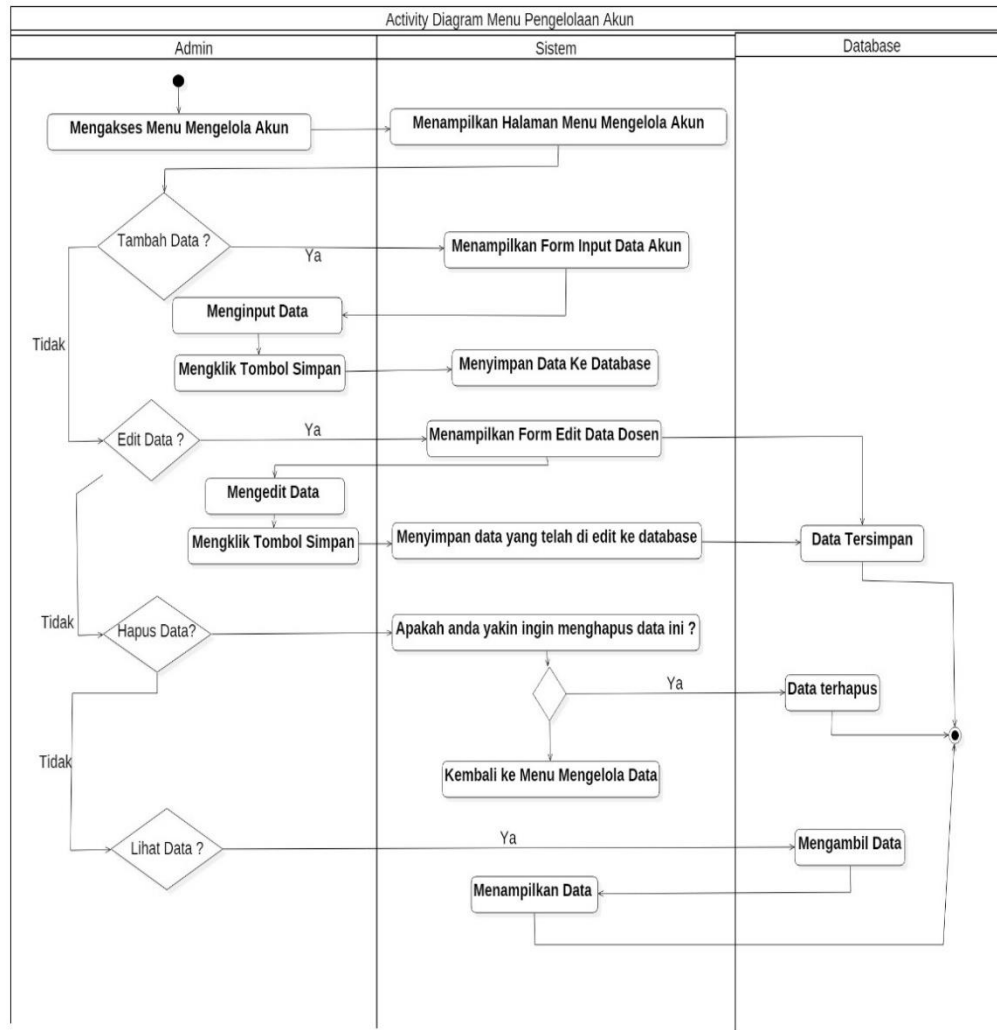 Activity Diagram Menu Pengelolaan Akun
Admin
Sistem
Database
Mengakses Menu Mengelola Akun
Menampilkan Halaman Menu Mengelola Akun
Tambah Data ?
Ya
Menampilkan Form Input Data Akun
Menginput Data
Tidak
Mengklik Tombol Simpan
Menyimpan Data Ke Database
Edit Data ?
Ya
Menampilkan Form Edit Data Dosen
Mengedit Data
Mengklik Tombol Simpan
Menyimpan data yang telah di edit ke database
Data Tersimpan
Tidak
Hapus Data?
Apakah anda yakin ingin menghapus data ini ?
Ya
Data terhapus
Tidak
Kembali ke Menu Mengelola Data
Lihat Data ?
Ya
Mengambil Data
Menampilkan Data